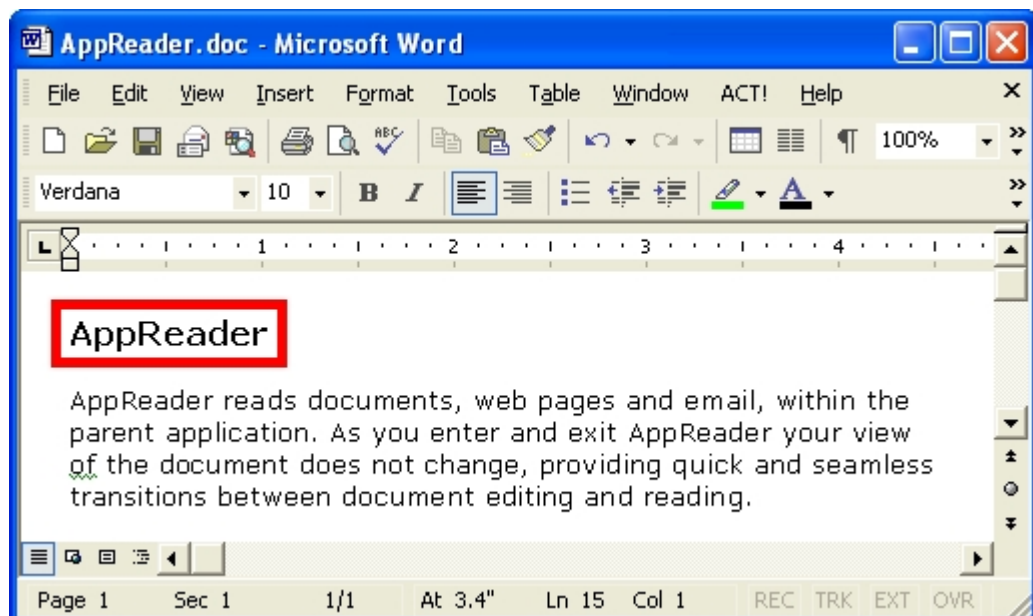 AppReader.doc - Microsoft Word
File Edit View Insert Format Tools Table Window ACT! Help
ABC 100%
Verdana 10 B I A
1 2 3 4
AppReader
AppReader reads documents, web pages and email, within the
parent application. As you enter and exit AppReader your view
of the document does not change, providing quick and seamless
transitions between document editing and reading.
Page 1 Sec 1 1/1 At 3.4" Ln 15 Col 1 REC TRK EXT OVR